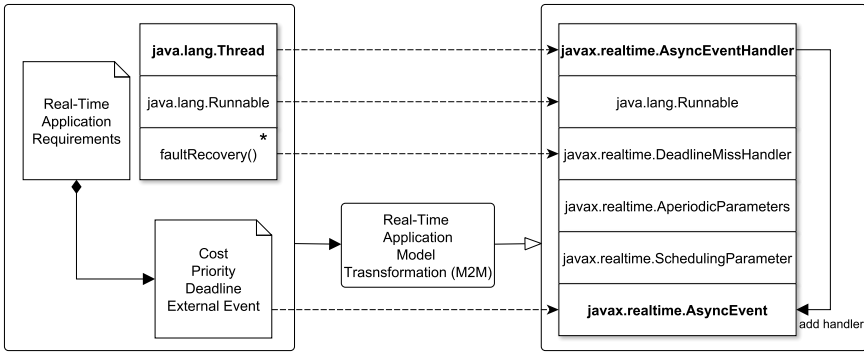 Real-Time
Application
Requirements
java.lang.Thread
java.lang.Runnable
*
faultRecovery()
Cost
Priority
Deadline
External Event
Real-Time
Application
Model
Trasnsformation (M2M)
javax.realtime.AsyncEventHandler
java.lang.Runnable
javax.realtime.DeadlineMissHandler
javax.realtime.AperiodicParameters
javax.realtime.SchedulingParameter
javax.realtime.AsyncEvent
add handler